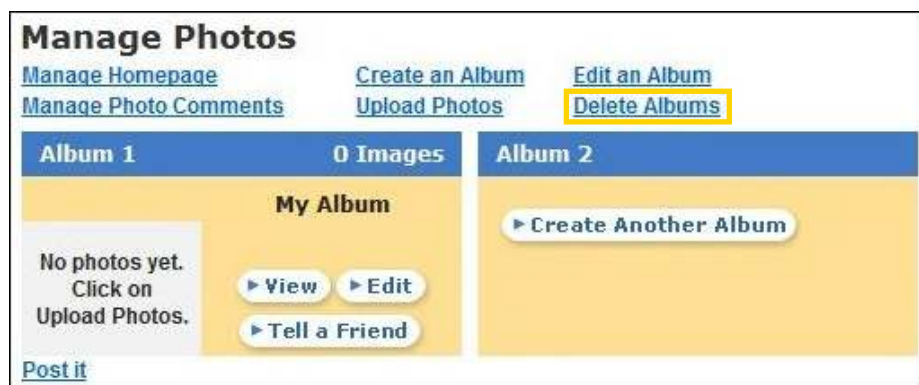 Manage Photos
Manage Homepage Create an Album Edit an Album
Manage Photo Comments Upload Photos Delete Albums
Album 1 0 Images Album 2
My Album
Create Another Album
No photos yet.
Click on
Upload Photos.
View Edit
Tell a Friend
Post it